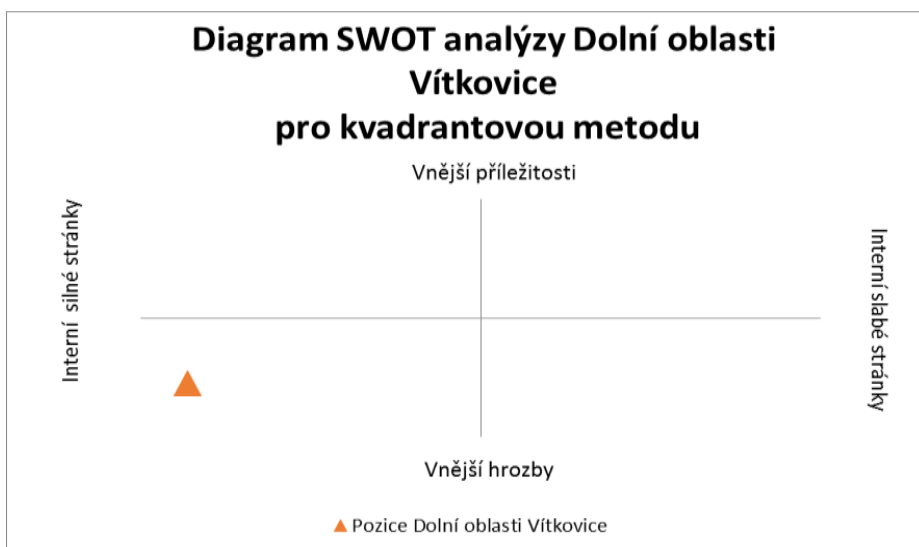 Diagram SWOT analýzy Dolní oblasti
Vítkovice
pro kvadrantovou metodu
Vnější příležitosti
Interní silné stránky
Interní slabé stránky
Vnější hrozby
Pozice Dolní oblasti Vítkovice